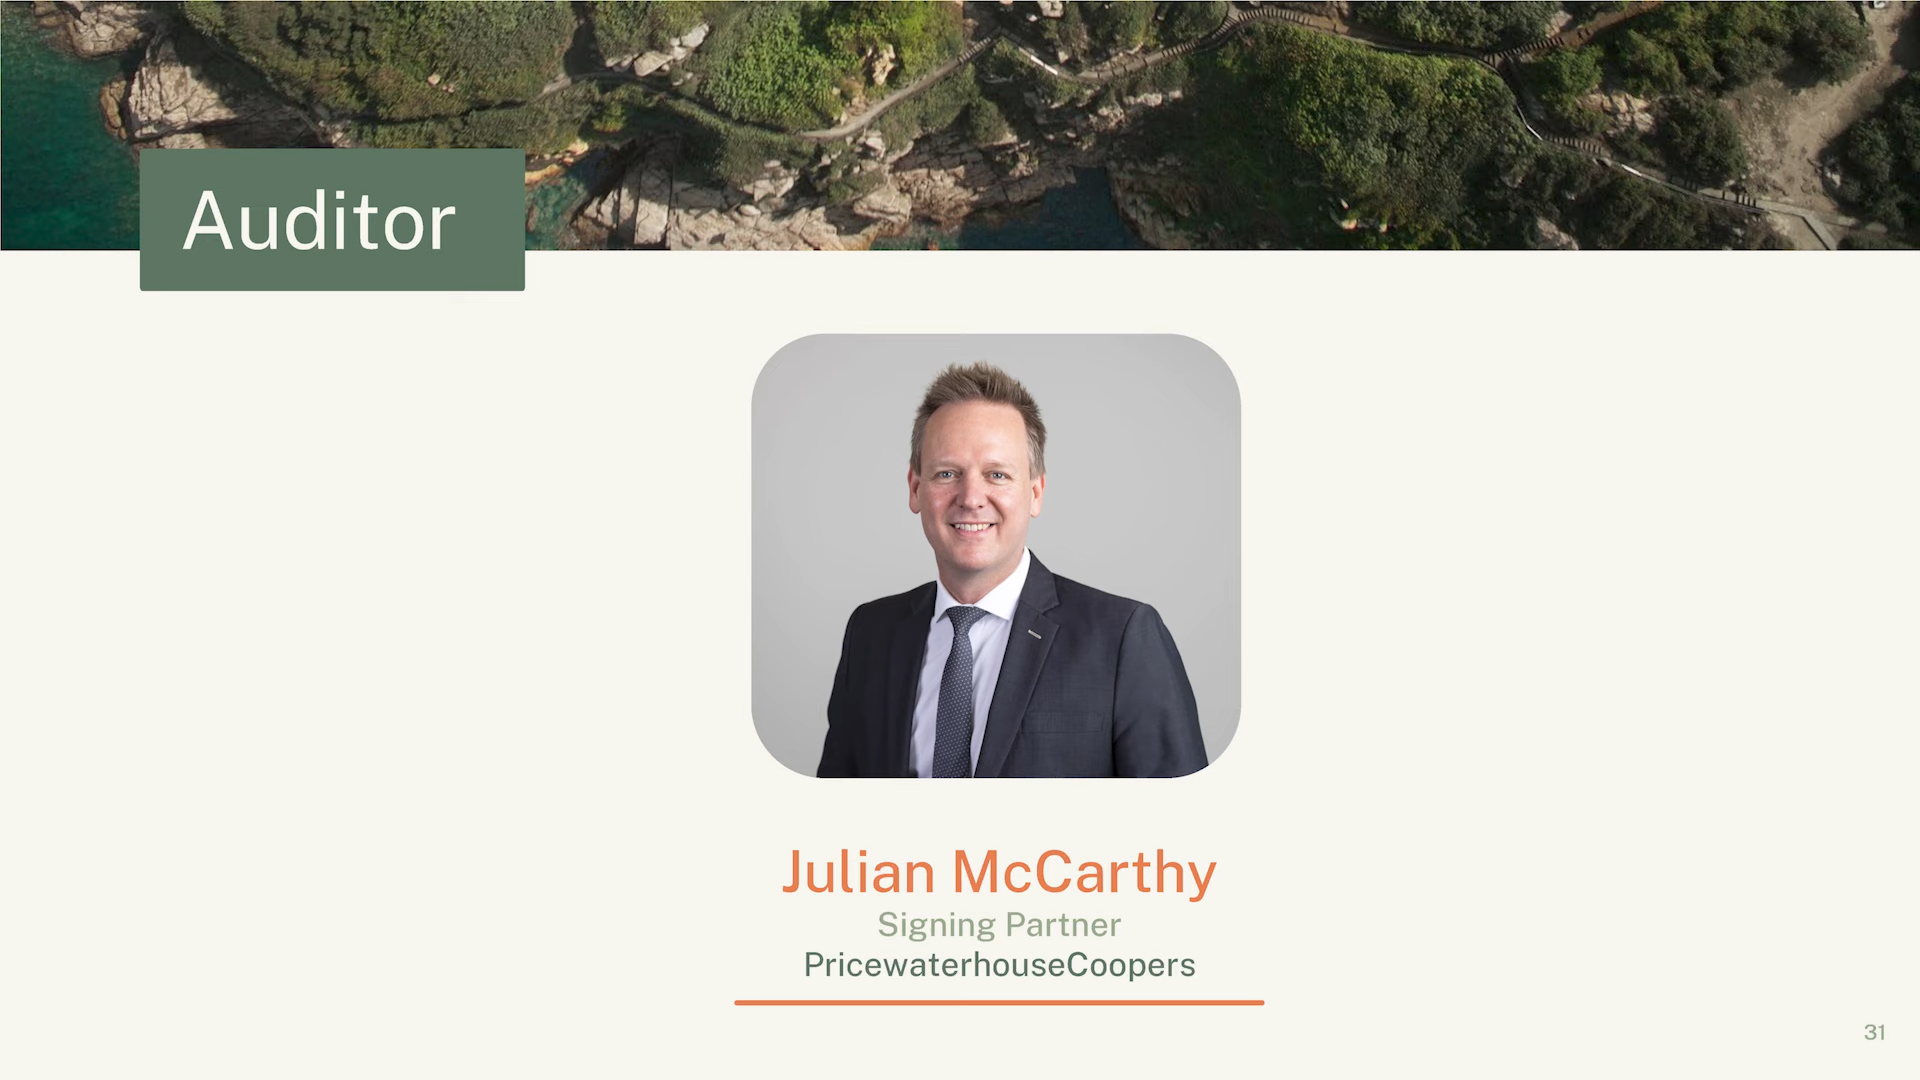 Auditor
Julian McCarthy
Signing Partner
PricewaterhouseCoopers
31